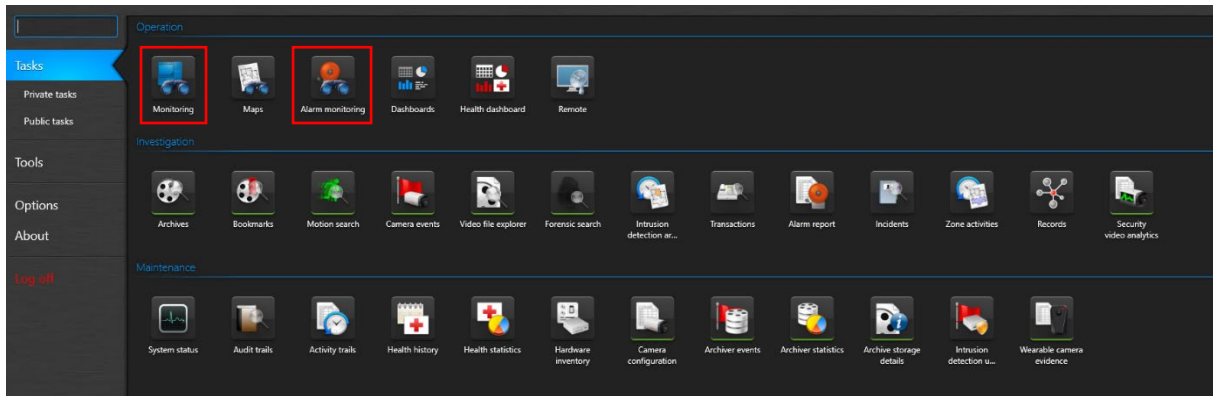 Operation
Tasks
Private tasks
Public tasks
Tools
Options
About
Log off
Monitoring
Maps
Alarm monitoring
Dashboards
Health dashboard
Remote
Investigation
Archives
Bookmarks
Motion search
Camera events
Video file explorer
Forensic search
Intrusion
detection ar...
Transactions
Alarm report
Incidents
Zone activities
Records
Security
video analytics
Maintenance
System status
Audit trails
Activity trails
Health history
Health statistics
Hardware
inventory
Camera
configuration
Archiver events
Archiver statistics
Archive storage
details
Intrusion
detection u...
Wearable camera
evidence